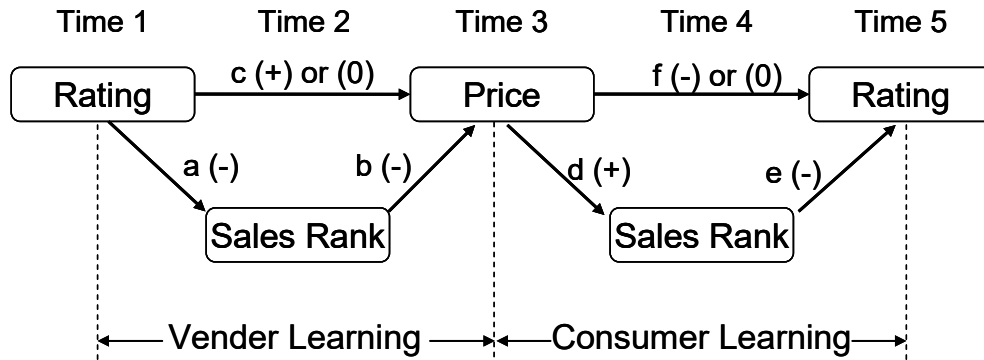 Time 1 Time 2 Time 3 Time 4 Time 5
c (+) or (0) f (-) or (0)
Rating Price Rating
a (-) b (-) d (+) e (-)
Sales Rank Sales Rank
Vender Learning Consumer Learning